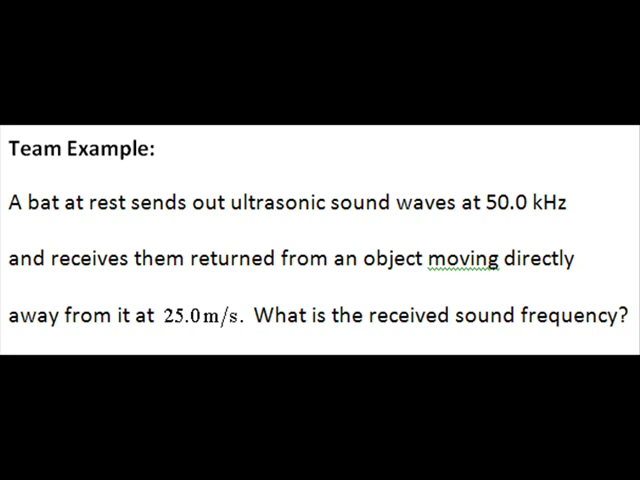 Team Example:
A bat at rest sends out ultrasonic sound waves at 50.0 kHz
and receives them returned from an object moving directly
away from it at 25.0 m/s. What is the received sound frequency?